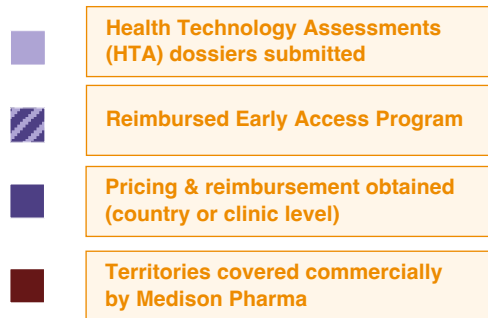 Health Technology Assessments
(HTA) dossiers submitted
Reimbursed Early Access Program
Pricing & reimbursement obtained
(country or clinic level)
Territories covered commercially
by Medison Pharma